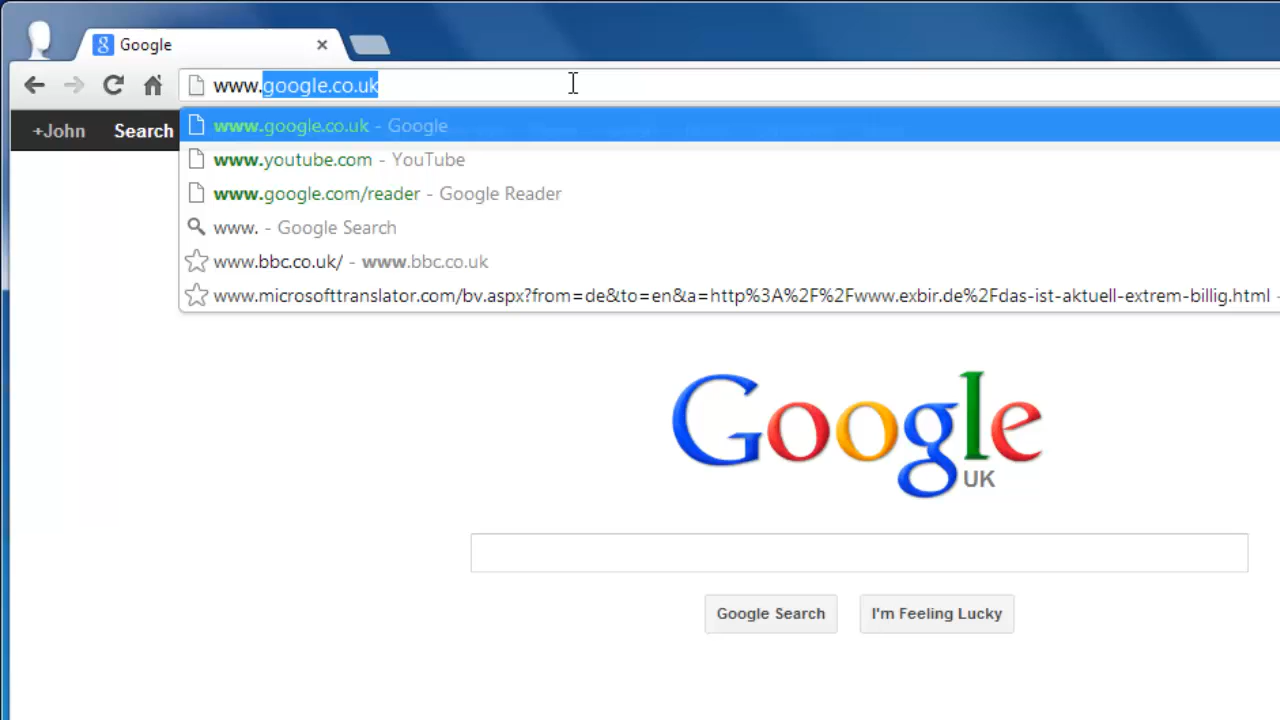 Google
www.google.co.uk
+John Search
www.google.co.uk - Google
www.youtube.com - YouTube
www.google.com/reader - Google Reader
www. - Google Search
www.bbc.co.uk/ - www.bbc.co.uk
www.microsofttranslator.com/bv.aspx?from=de&to=en&a=http%3A%2F%2Fwww.exbir.de%2Fdas-ist-aktuell-extrem-billig.html -
Google
UK
Google Search I'm Feeling Lucky